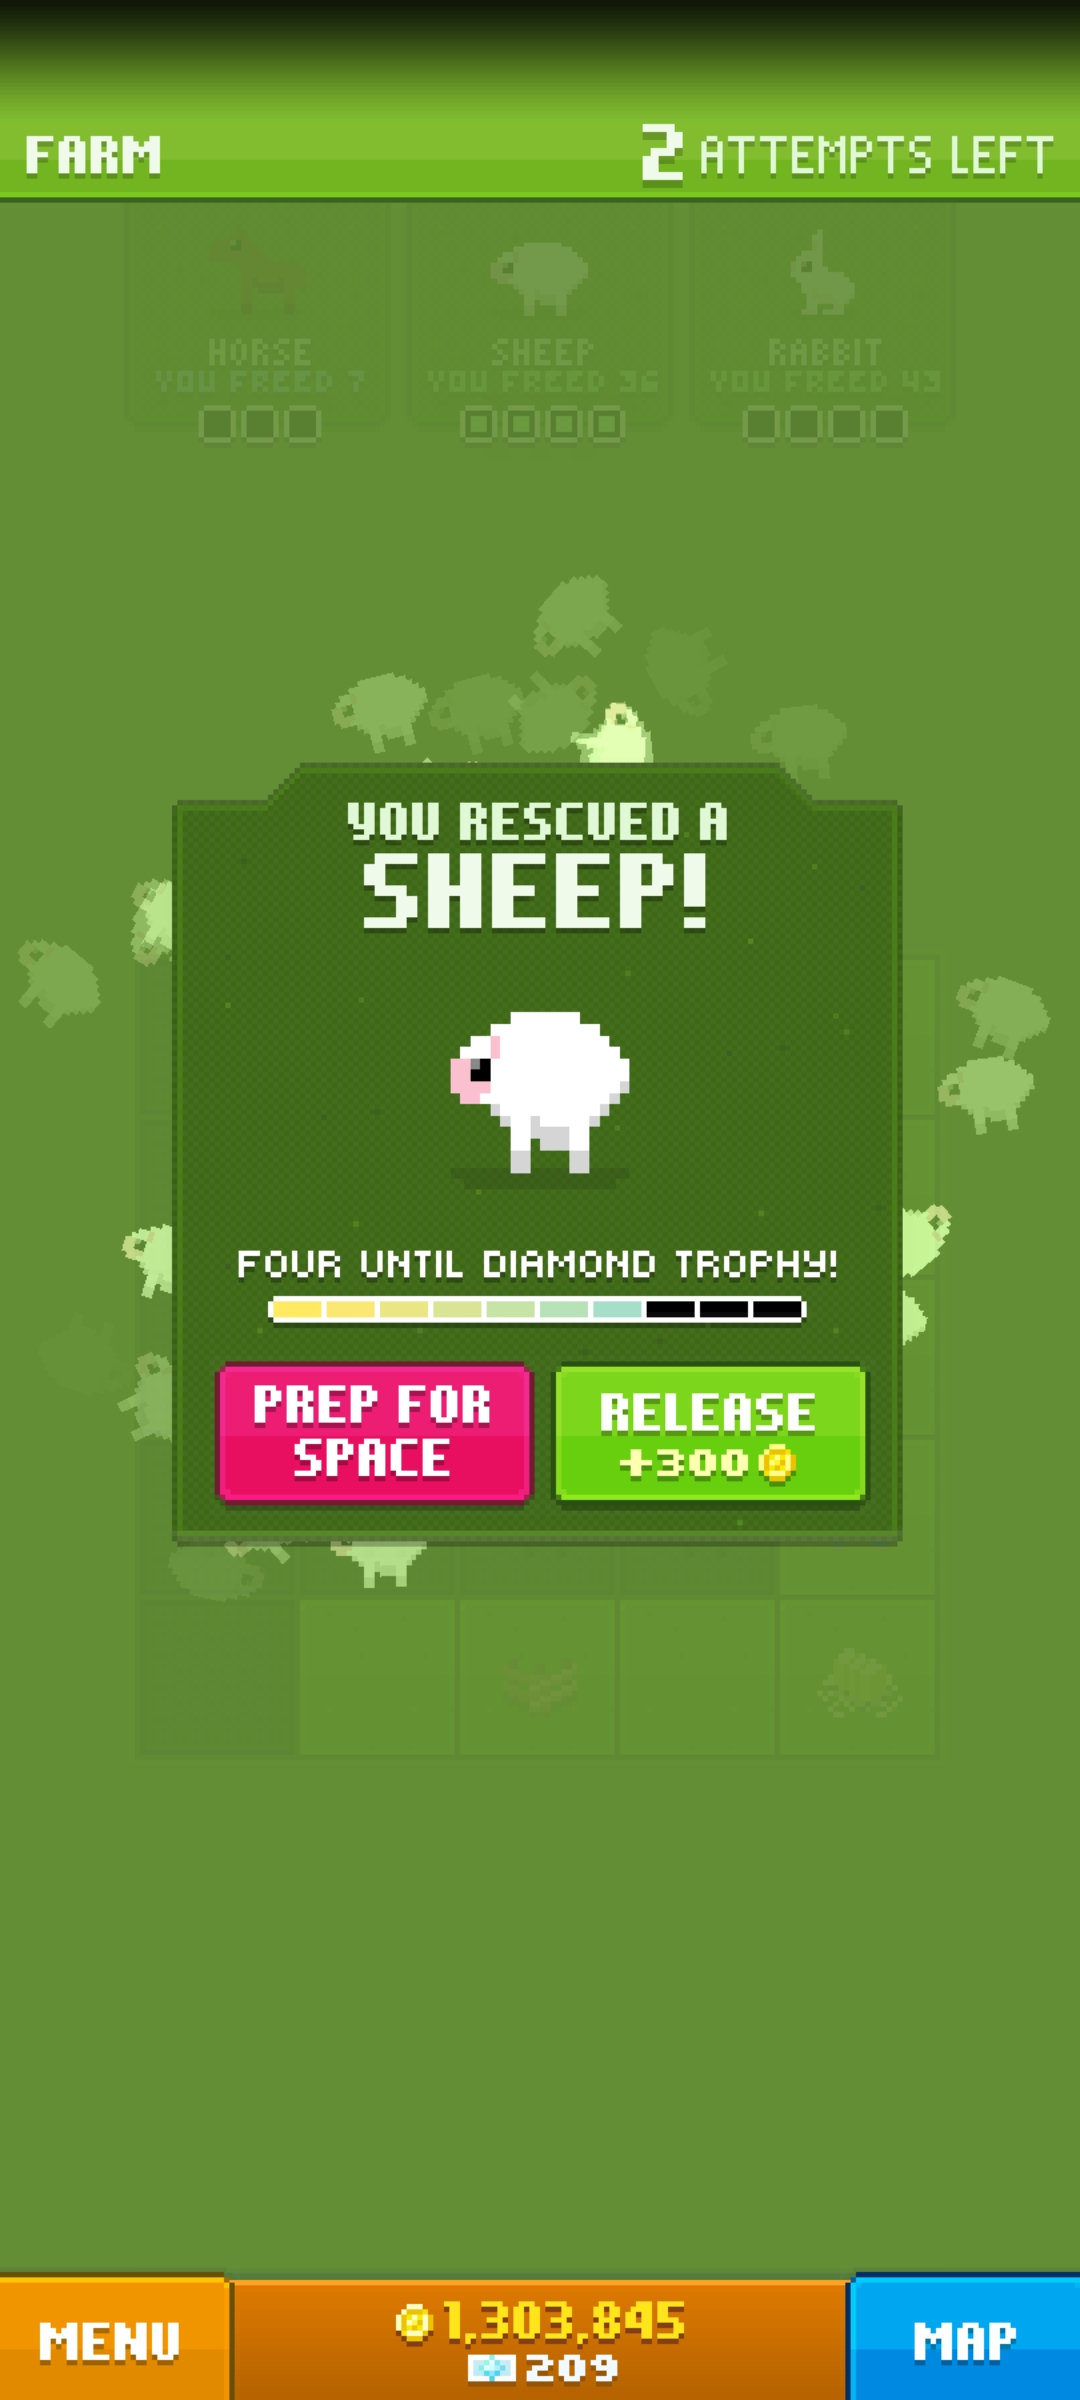 FARM
2 ATTEMPTS LEFT
HORSE
YOU FREED 7
SHEEP
YOU FREED 36
RABBIT
YOU FREED 43
YOU RESCUED A
SHEEP!
FOUR UNTIL DIAMOND TROPHY!
PREP FOR
SPACE
RELEASE
+300
MENU
1,303,845
209
MAP